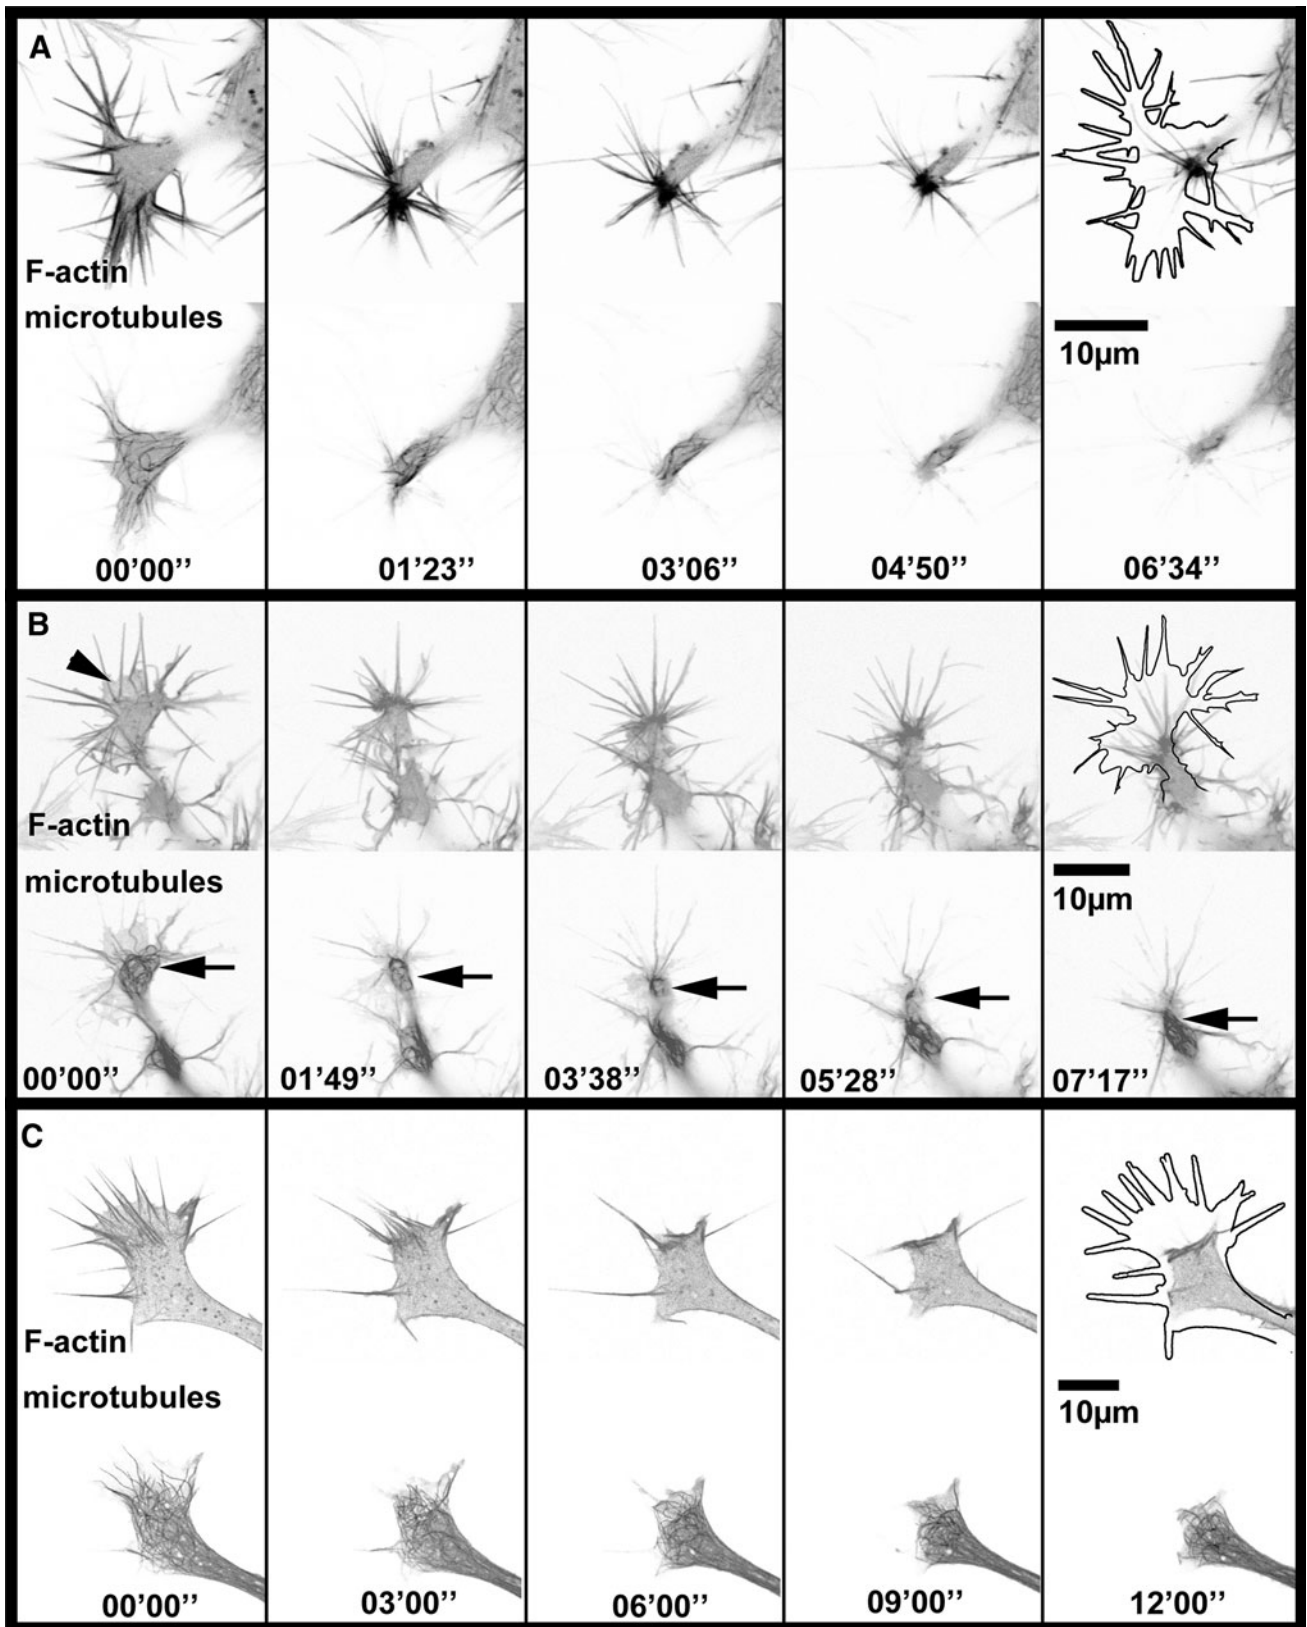 A
F-actin
microtubules
10µm
00’00’’ 01’23’’ 03’06’’ 04’50’’ 06’34’’
B
F-actin
microtubules
10µm
00’00’’ 01’49’’ 03’38’’ 05’28’’ 07’17’’
C
F-actin
microtubules
10µm
00’00’’ 03’00’’ 06’00’’ 09’00’’ 12’00’’